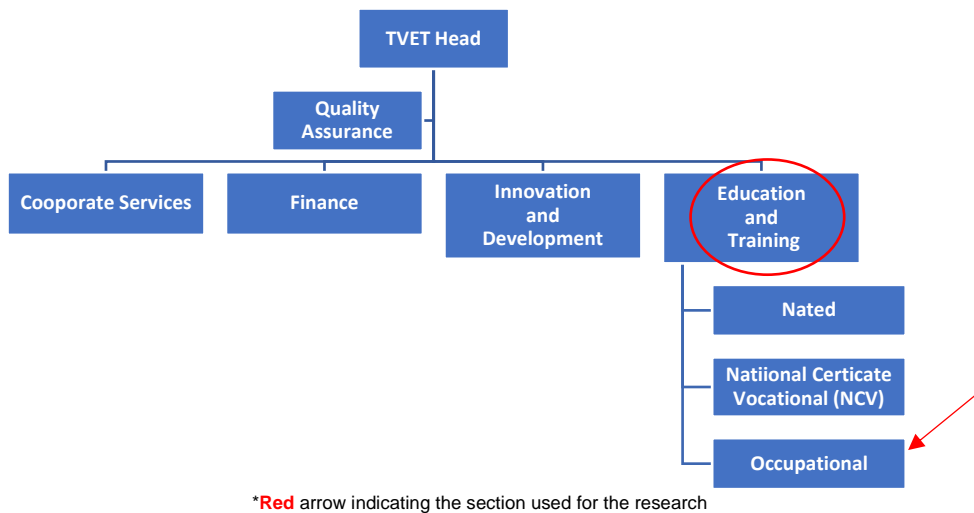 TVET Head
Quality
Assurance
Cooporate Services
Finance
Innovation
and
Development
Education
and
Training
Nated
Natiional Certicate
Vocational (NCV)
Occupational
*Red arrow indicating the section used for the research